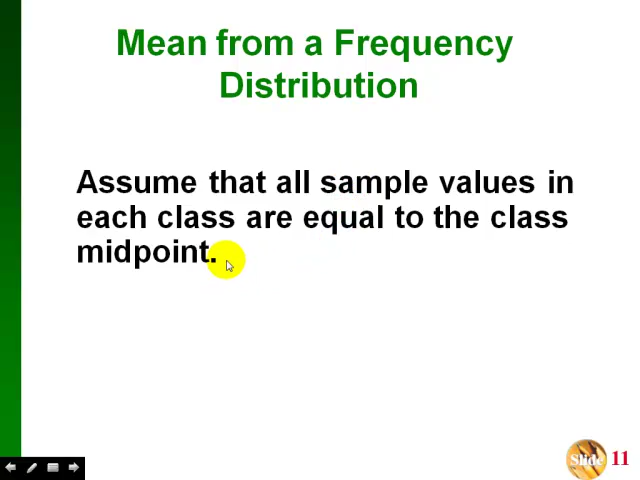 Mean from a Frequency
Distribution
Assume that all sample values in
each class are equal to the class
midpoint.
Slide 11